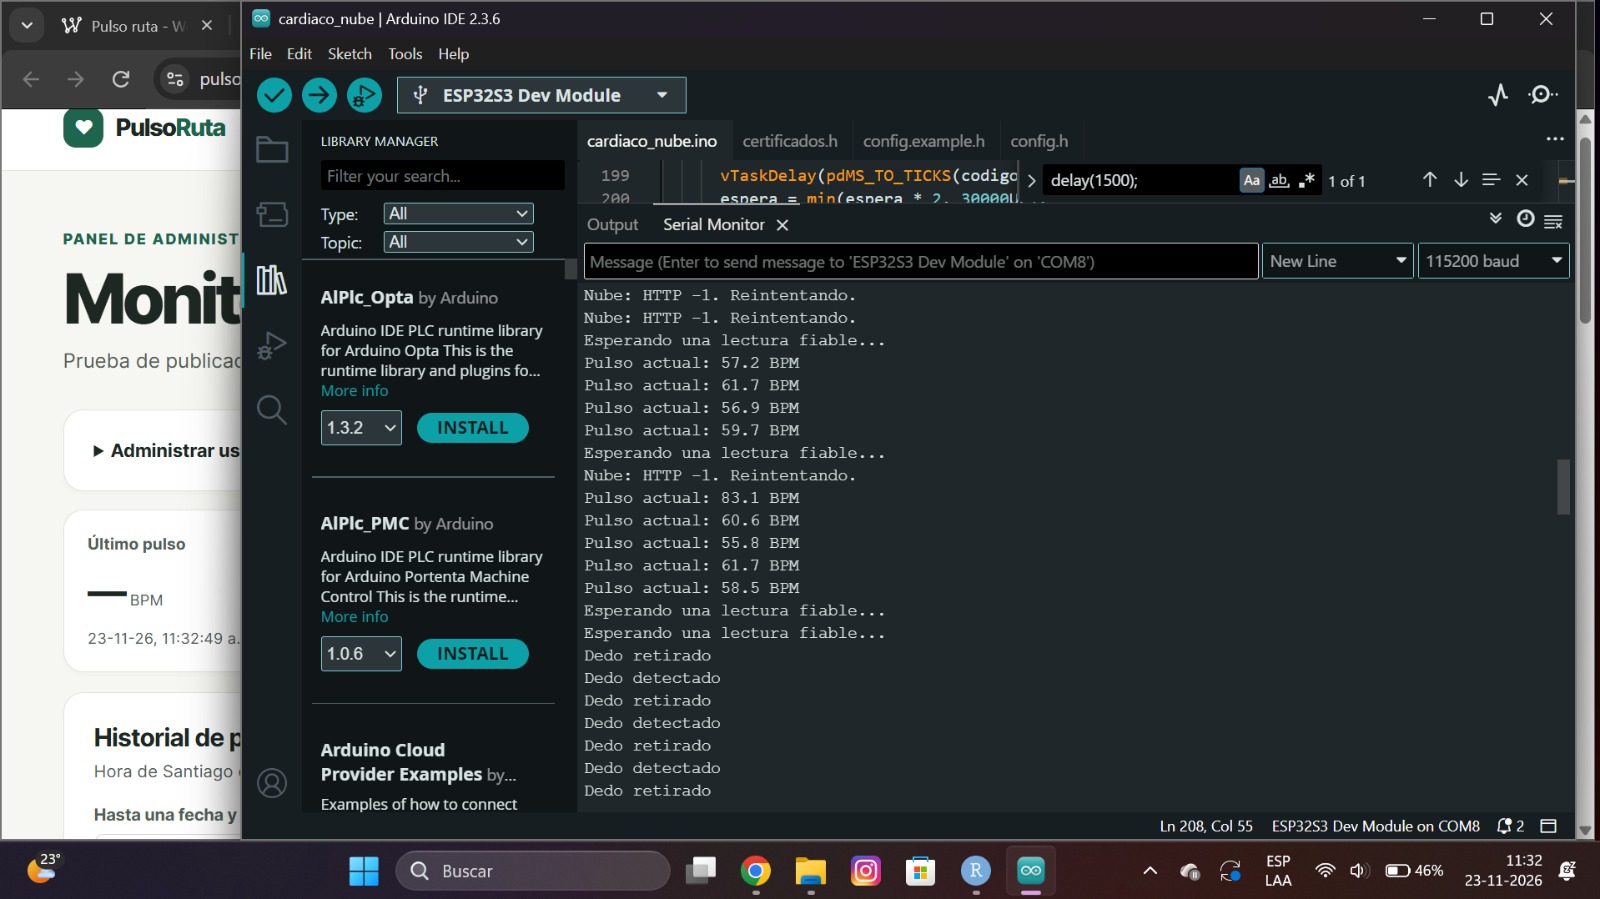 Pulso ruta - W
pulso
PulsoRuta
PANEL DE ADMINIST
Monit
Prueba de publicac
Administrar us
Último pulso
BPM
23-11-26, 11:32:49 a.
Historial de p
Hora de Santiago
Hasta una fecha y
cardiaco_nube | Arduino IDE 2.3.6
File Edit Sketch Tools Help
ESP32S3 Dev Module
LIBRARY MANAGER
Filter your search...
Type: All
Topic: All
AlPlc_Opta by Arduino
Arduino IDE PLC runtime library
for Arduino Opta This is the
runtime library and plugins fo...
More info
1.3.2 INSTALL
AlPlc_PMC by Arduino
Arduino IDE PLC runtime library
for Arduino Portenta Machine
Control This is the runtime...
More info
1.0.6 INSTALL
Arduino Cloud
Provider Examples by...
Examples of how to connect
cardiaco_nube.ino certificados.h config.example.h config.h
199 vTaskDelay(pdMS_TO_TICKS(codigo
200 espera = min(espera * 2, 30000U
delay(1500); Aa ab 1 of 1
Output Serial Monitor
Message (Enter to send message to 'ESP32S3 Dev Module' on 'COM8')
New Line
115200 baud
Nube: HTTP -1. Reintentando.
Nube: HTTP -1. Reintentando.
Esperando una lectura fiable...
Pulso actual: 57.2 BPM
Pulso actual: 61.7 BPM
Pulso actual: 56.9 BPM
Pulso actual: 59.7 BPM
Esperando una lectura fiable...
Nube: HTTP -1. Reintentando.
Pulso actual: 83.1 BPM
Pulso actual: 60.6 BPM
Pulso actual: 55.8 BPM
Pulso actual: 61.7 BPM
Pulso actual: 58.5 BPM
Esperando una lectura fiable...
Esperando una lectura fiable...
Dedo retirado
Dedo detectado
Dedo retirado
Dedo detectado
Dedo retirado
Dedo detectado
Dedo retirado
Ln 208, Col 55 ESP32S3 Dev Module on COM8 2
23°
Buscar
R
ESP
LAA
46%
11:32
23-11-2026